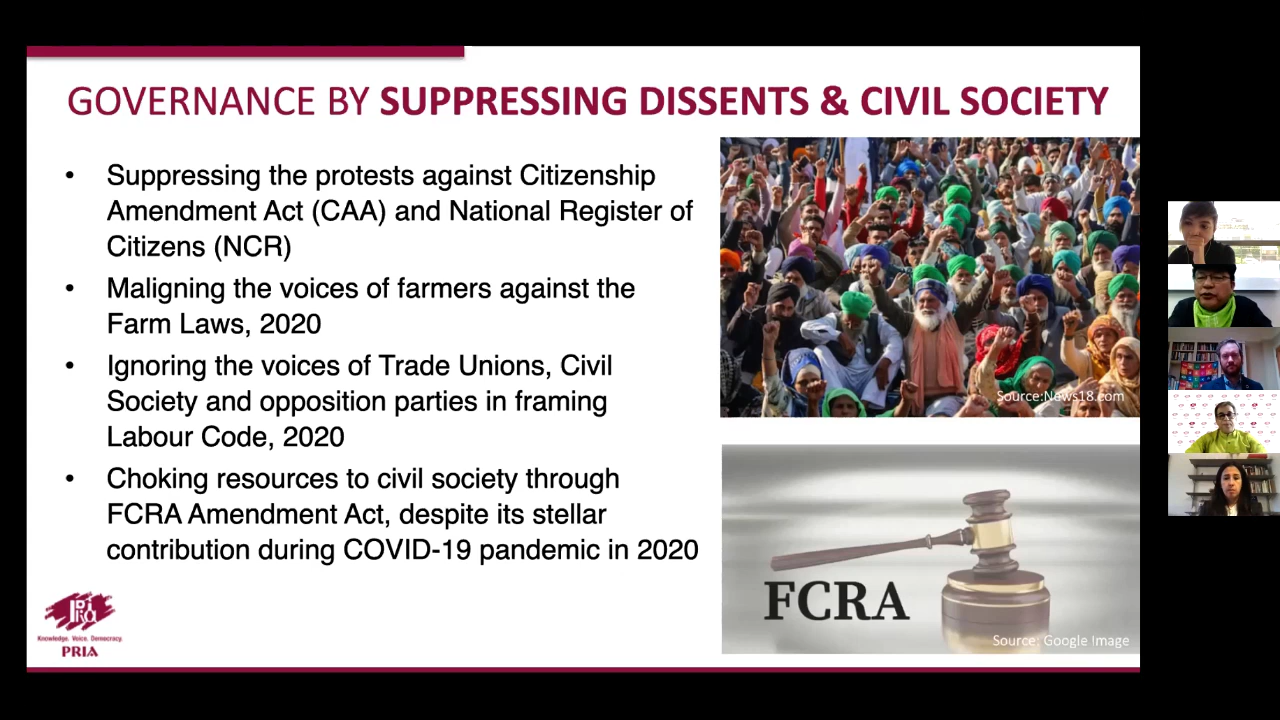 GOVERNANCE BY SUPPRESSING DISSENTS & CIVIL SOCIETY
• Suppressing the protests against Citizenship
Amendment Act (CAA) and National Register of
Citizens (NCR)
• Maligning the voices of farmers against the
Farm Laws, 2020
• Ignoring the voices of Trade Unions, Civil
Society and opposition parties in framing
Labour Code, 2020
• Choking resources to civil society through
FCRA Amendment Act, despite its stellar
contribution during COVID-19 pandemic in 2020
Source:News18.com
FCRA
Source: Google Image
PRIA
Knowledge. Voice. Democracy.
PRIA